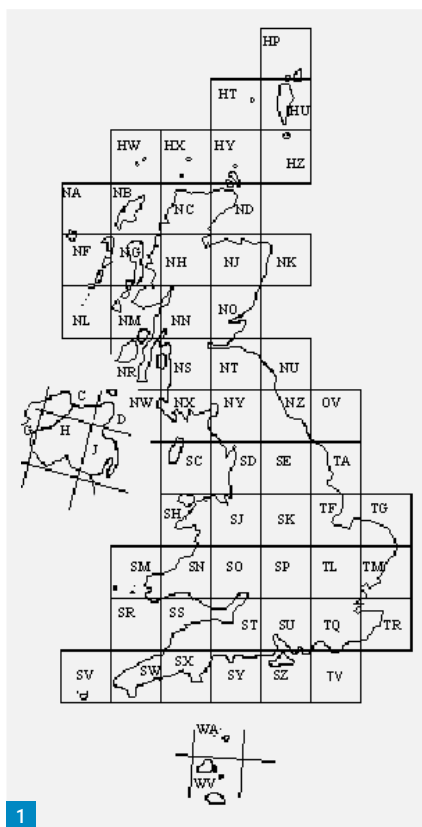 HP
HT HU
HW HX HY HZ
NA NB NC ND
NF NG NH NJ NK
NL NM NN NO
NR NS NT NU
NW NX NY NZ OV
C D
G H J
SC SD SE TA
SH SJ SK TF TG
SM SN SO SP TL TM
SR SS ST SU TQ TR
SV SW SX SY SZ TV
WA
WV
1